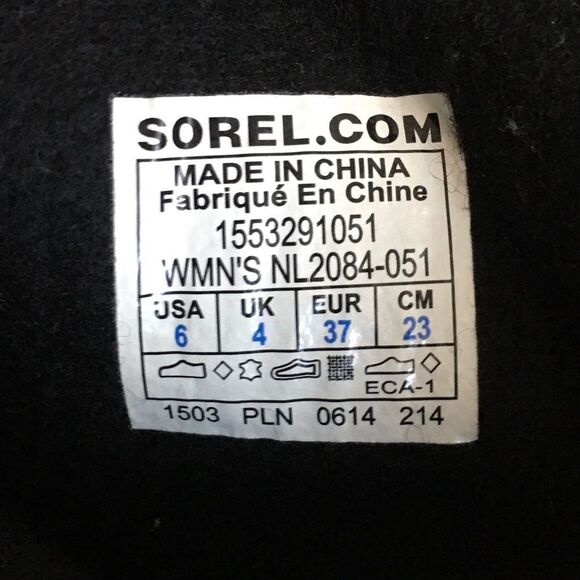 SOREL.COM
MADE IN CHINA
Fabriqué En Chine
1553291051
WMN'S NL2084-051
USA UK EUR CM
6 4 37 23
ECA-1
1503 PLN 0614 214